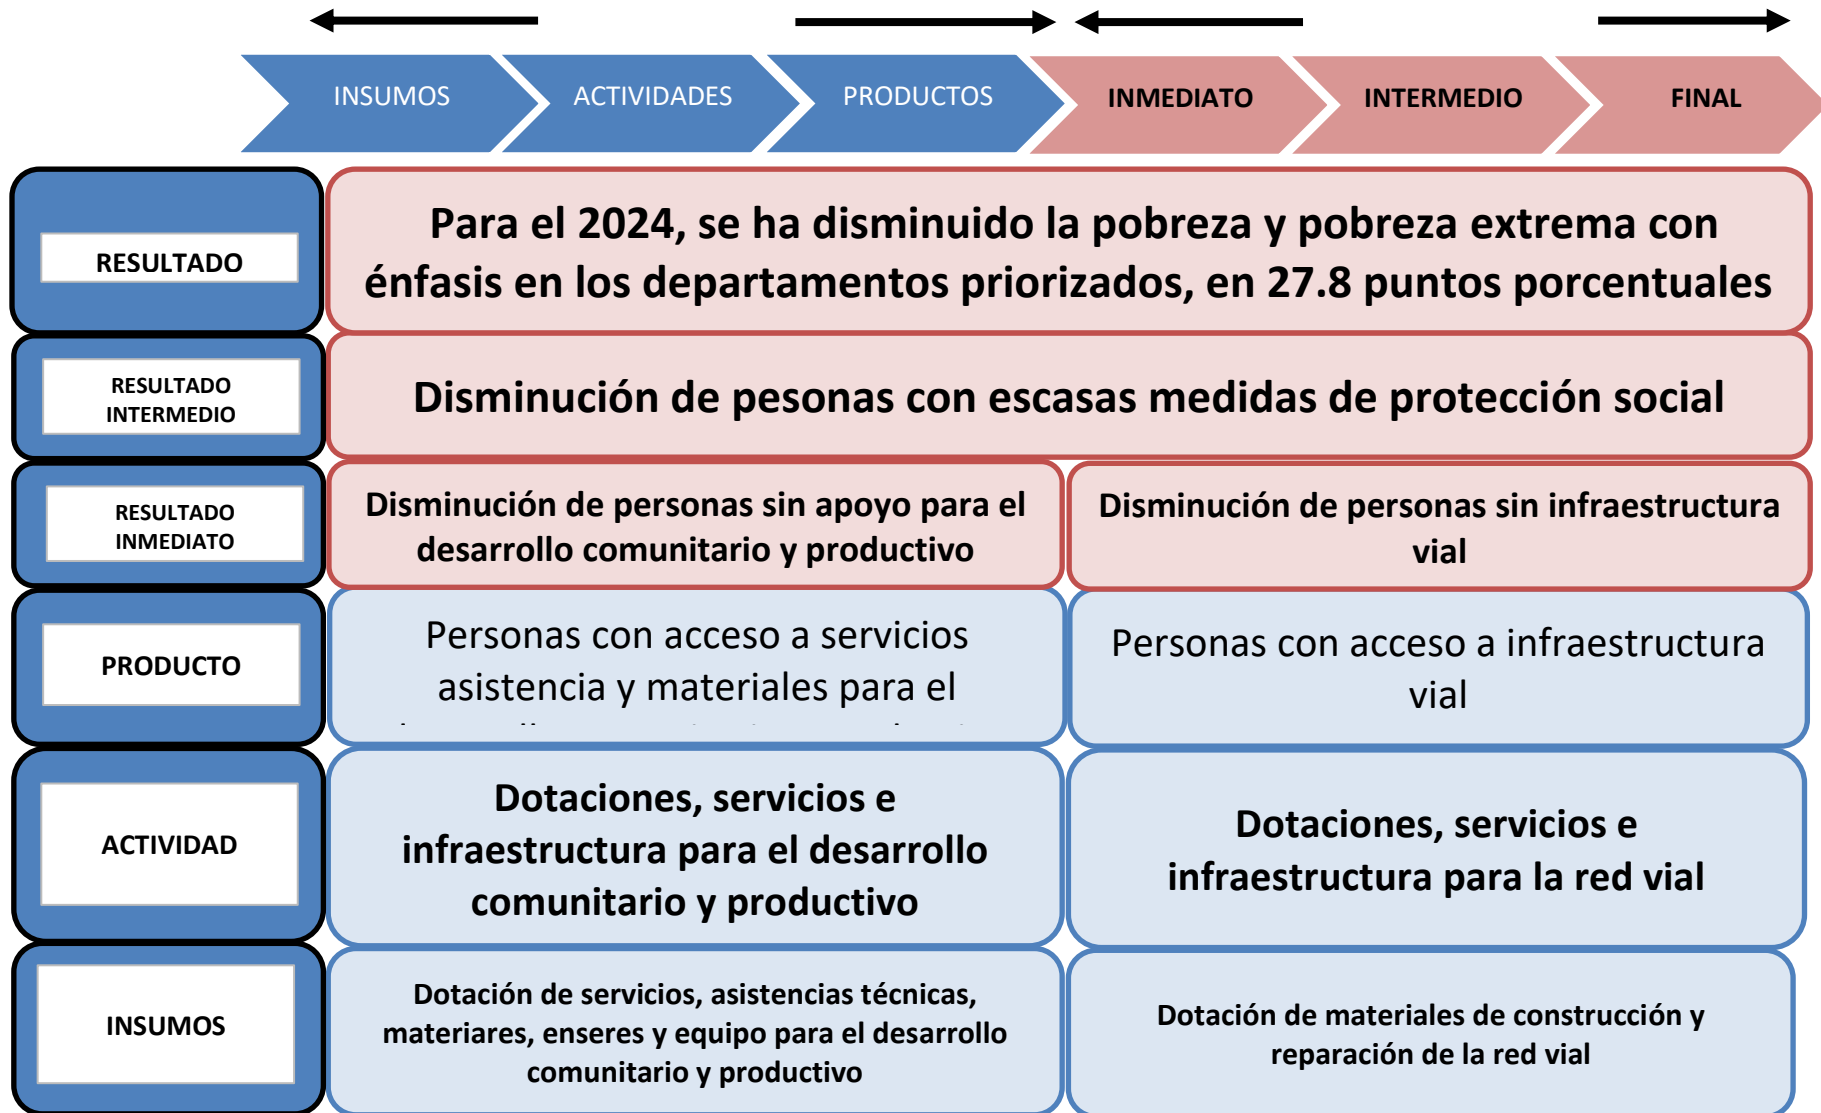 INSUMOS ACTIVIDADES PRODUCTOS INMEDIATO INTERMEDIO FINAL
RESULTADO
Para el 2024, se ha disminuido la pobreza y pobreza extrema con
énfasis en los departamentos priorizados, en 27.8 puntos porcentuales
RESULTADO
INTERMEDIO
Disminución de pesonas con escasas medidas de protección social
RESULTADO
INMEDIATO
Disminución de personas sin apoyo para el
desarrollo comunitario y productivo
Disminución de personas sin infraestructura
vial
PRODUCTO
Personas con acceso a servicios
asistencia y materiales para el
Personas con acceso a infraestructura
vial
ACTIVIDAD
Dotaciones, servicios e
infraestructura para el desarrollo
comunitario y productivo
Dotaciones, servicios e
infraestructura para la red vial
INSUMOS
Dotación de servicios, asistencias técnicas,
materiares, enseres y equipo para el desarrollo
comunitario y productivo
Dotación de materiales de construcción y
reparación de la red vial